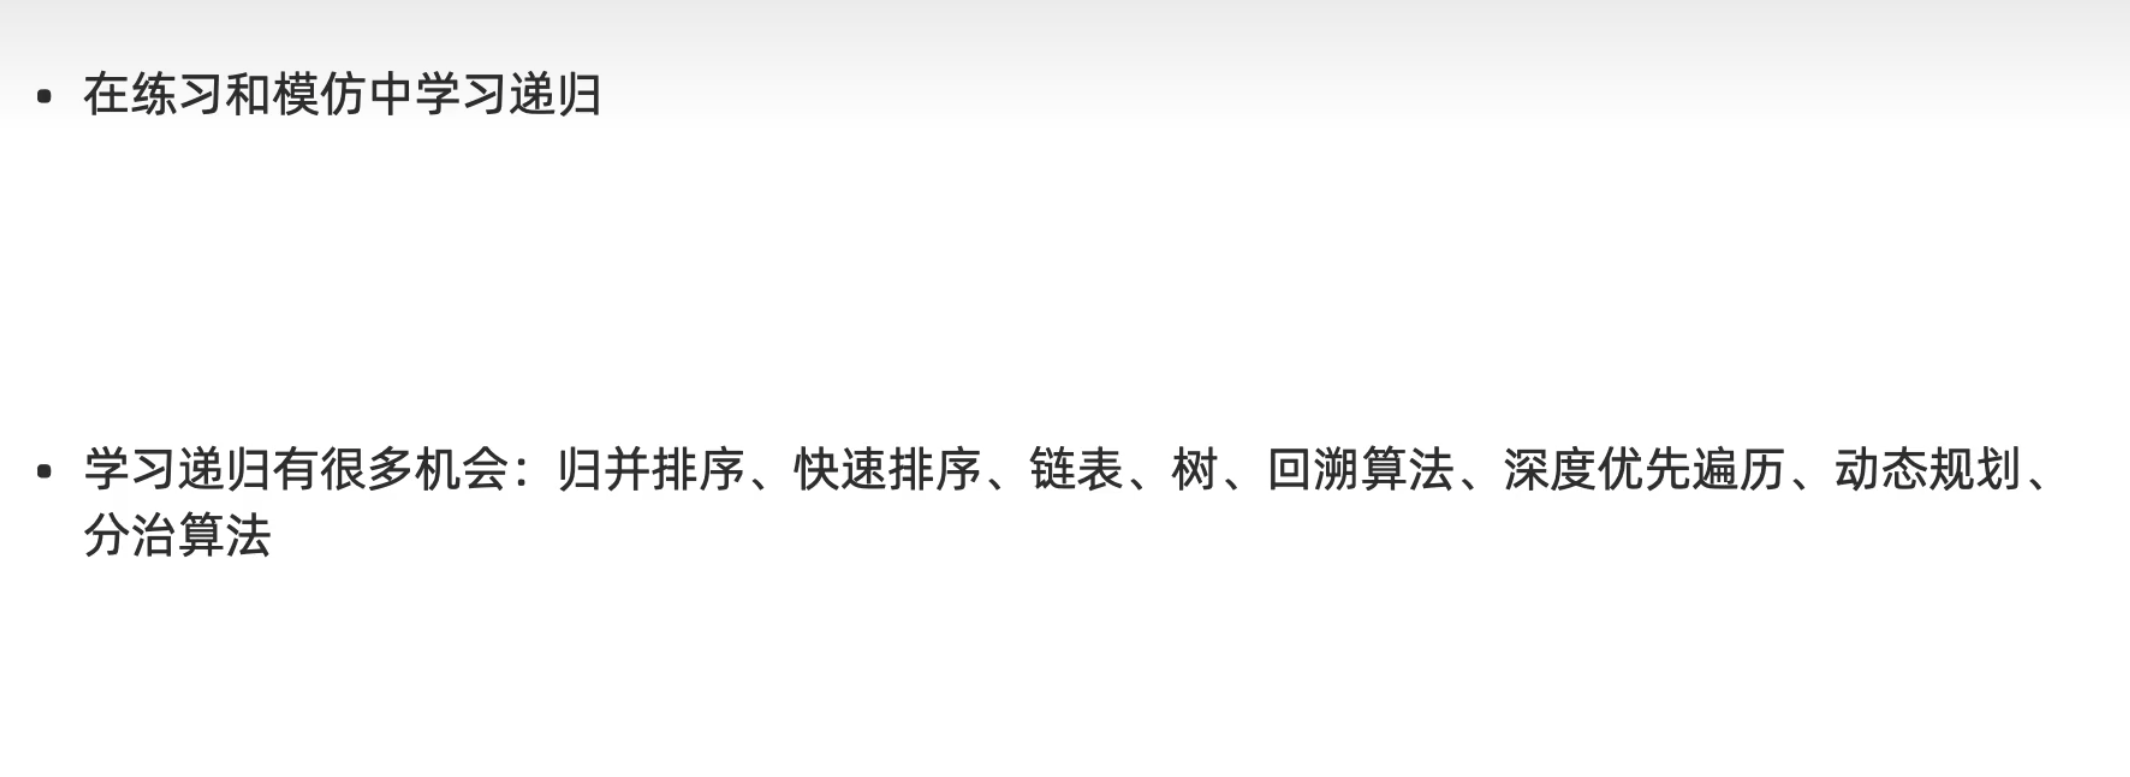 • 在练习和模仿中学习递归
• 学习递归有很多机会：归并排序、快速排序、链表、树、回溯算法、深度优先遍历、动态规划、
分治算法